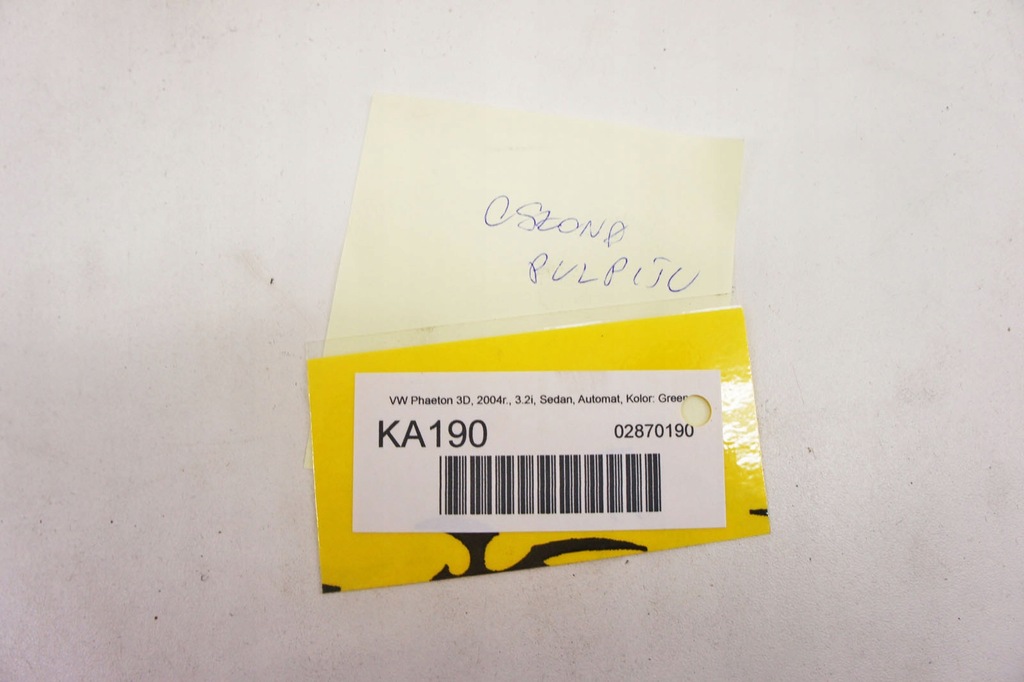 OSŁONA
PULPITU
VW Phaeton 3D, 2004r., 3.2i, Sedan, Automat, Kolor: Green
KA190
02870190